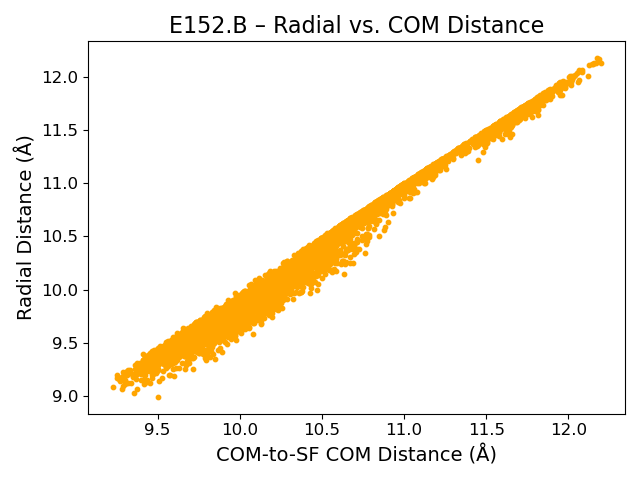 E152.B – Radial vs. COM Distance
Radial Distance (Å)
12.0
11.5
11.0
10.5
10.0
9.5
9.0
9.5 10.0 10.5 11.0 11.5 12.0
COM-to-SF COM Distance (Å)